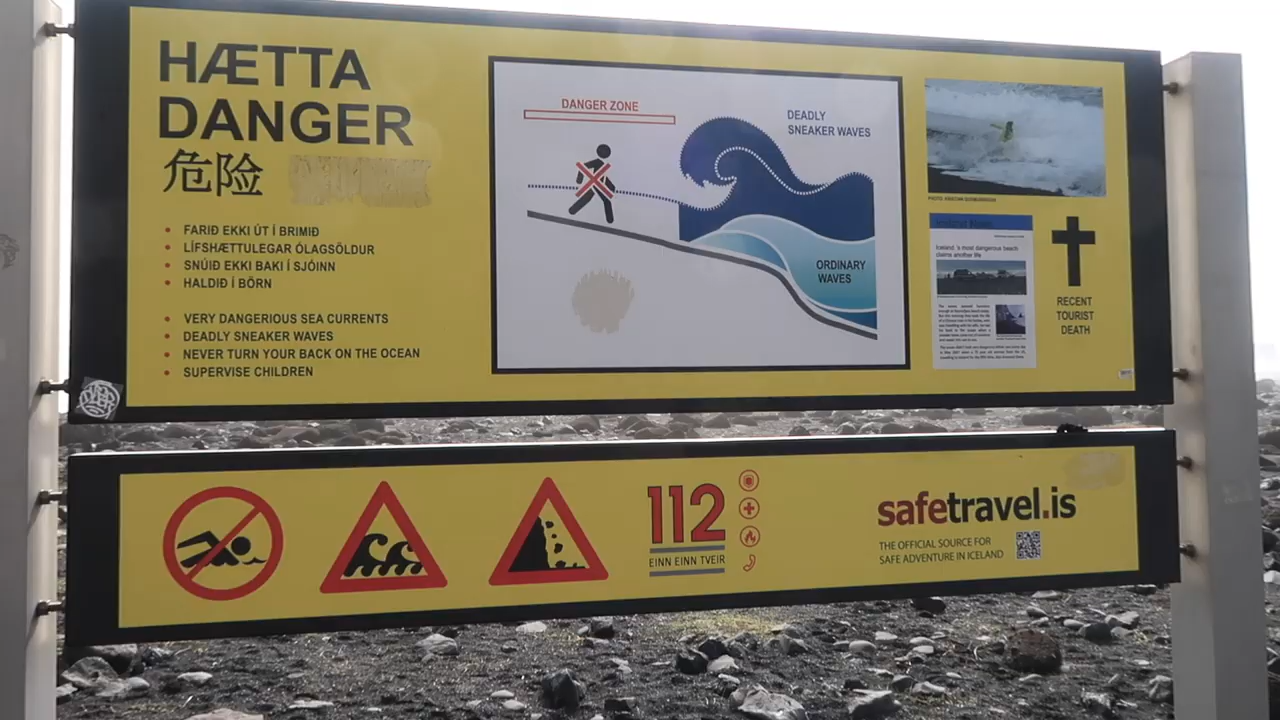 HÆTTA
DANGER
危险
FARIÐ EKKI ÚT Í BRIMIÐ
LÍFSHÆTTULEGAR ÓLAGSÖLDUR
SNÚIÐ EKKI BAKI Í SJÓINN
HALDIÐ Í BÖRN
VERY DANGERIOUS SEA CURRENTS
DEADLY SNEAKER WAVES
NEVER TURN YOUR BACK ON THE OCEAN
SUPERVISE CHILDREN
DANGER ZONE
DEADLY
SNEAKER WAVES
ORDINARY
WAVES
Iceland´s most dangerous beach
claims another life
RECENT
TOURIST
DEATH
112
EINN EINN TVEIR
safetravel.is
THE OFFICIAL SOURCE FOR
SAFE ADVENTURE IN ICELAND